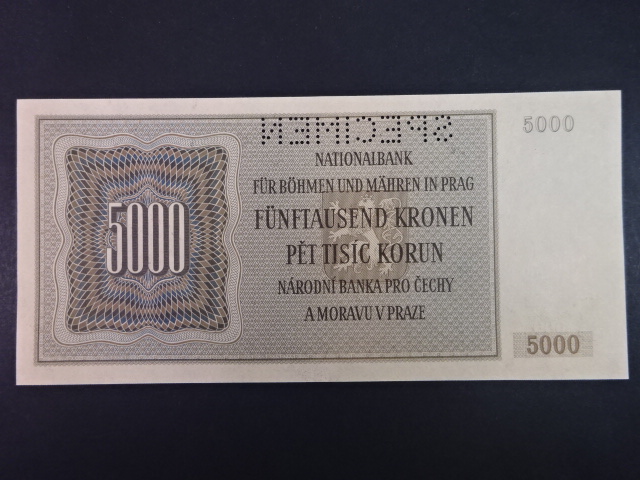 SPECIMEN
5000
NATIONALBANK
FÜR BÖHMEN UND MÄHREN IN PRAG
5000
FÜNFTAUSEND KRONEN
PĚT TISÍC KORUN
NÁRODNÍ BANKA PRO ČECHY
A MORAVU V PRAZE
5000